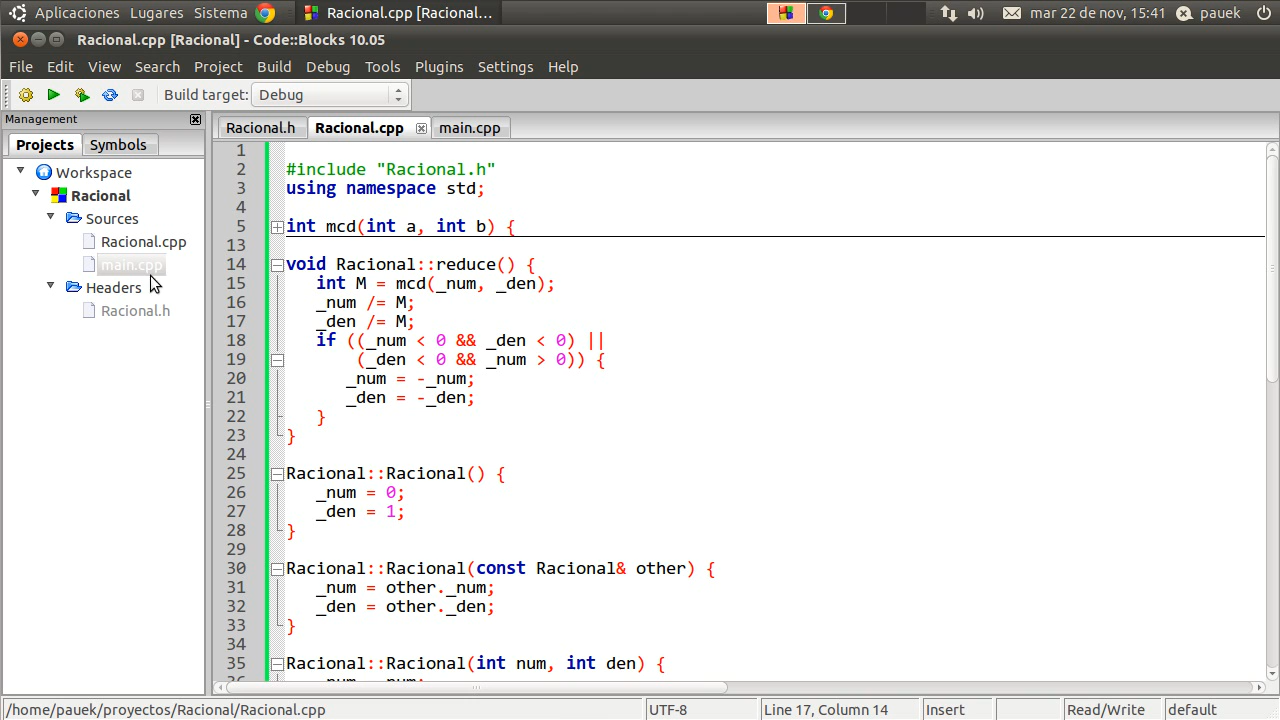 Aplicaciones Lugares Sistema Racional.cpp [Racional... mar 22 de nov, 15:41 pauek
Racional.cpp [Racional] - Code::Blocks 10.05
File Edit View Search Project Build Debug Tools Plugins Settings Help
Build target: Debug
Management
Projects Symbols
Workspace
Racional
Sources
Racional.cpp
main.cpp
Headers
Racional.h
Racional.h Racional.cpp main.cpp
1
2 #include "Racional.h"
3 using namespace std;
4
5 int mcd(int a, int b) {
13
14 void Racional::reduce() {
15 int M = mcd(_num, _den);
16 _num /= M;
17 _den /= M;
18 if ((_num < 0 && _den < 0) ||
19 (_den < 0 && _num > 0)) {
20 _num = -_num;
21 _den = -_den;
22 }
23 }
24
25 Racional::Racional() {
26 _num = 0;
27 _den = 1;
28 }
29
30 Racional::Racional(const Racional& other) {
31 _num = other._num;
32 _den = other._den;
33 }
34
35 Racional::Racional(int num, int den) {
/home/pauek/proyectos/Racional/Racional.cpp UTF-8 Line 17, Column 14 Insert Read/Write default